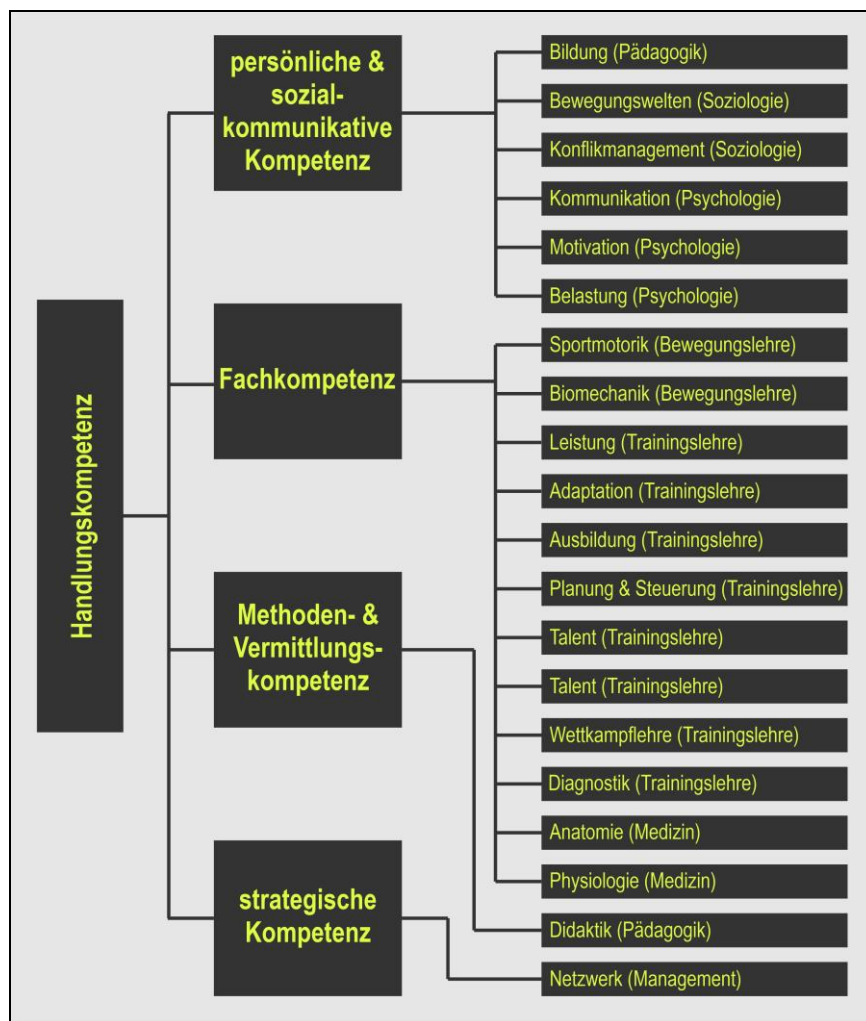 Handlungskompetenz
persönliche &
sozial-
kommunikative
Kompetenz
Bildung (Pädagogik)
Bewegungswelten (Soziologie)
Konflikmanagement (Soziologie)
Kommunikation (Psychologie)
Motivation (Psychologie)
Belastung (Psychologie)
Fachkompetenz
Sportmotorik (Bewegungslehre)
Biomechanik (Bewegungslehre)
Leistung (Trainingslehre)
Adaptation (Trainingslehre)
Ausbildung (Trainingslehre)
Planung & Steuerung (Trainingslehre)
Talent (Trainingslehre)
Talent (Trainingslehre)
Wettkampflehre (Trainingslehre)
Diagnostik (Trainingslehre)
Anatomie (Medizin)
Physiologie (Medizin)
Methoden- &
Vermittlungs-
kompetenz
Didaktik (Pädagogik)
strategische
Kompetenz
Netzwerk (Management)